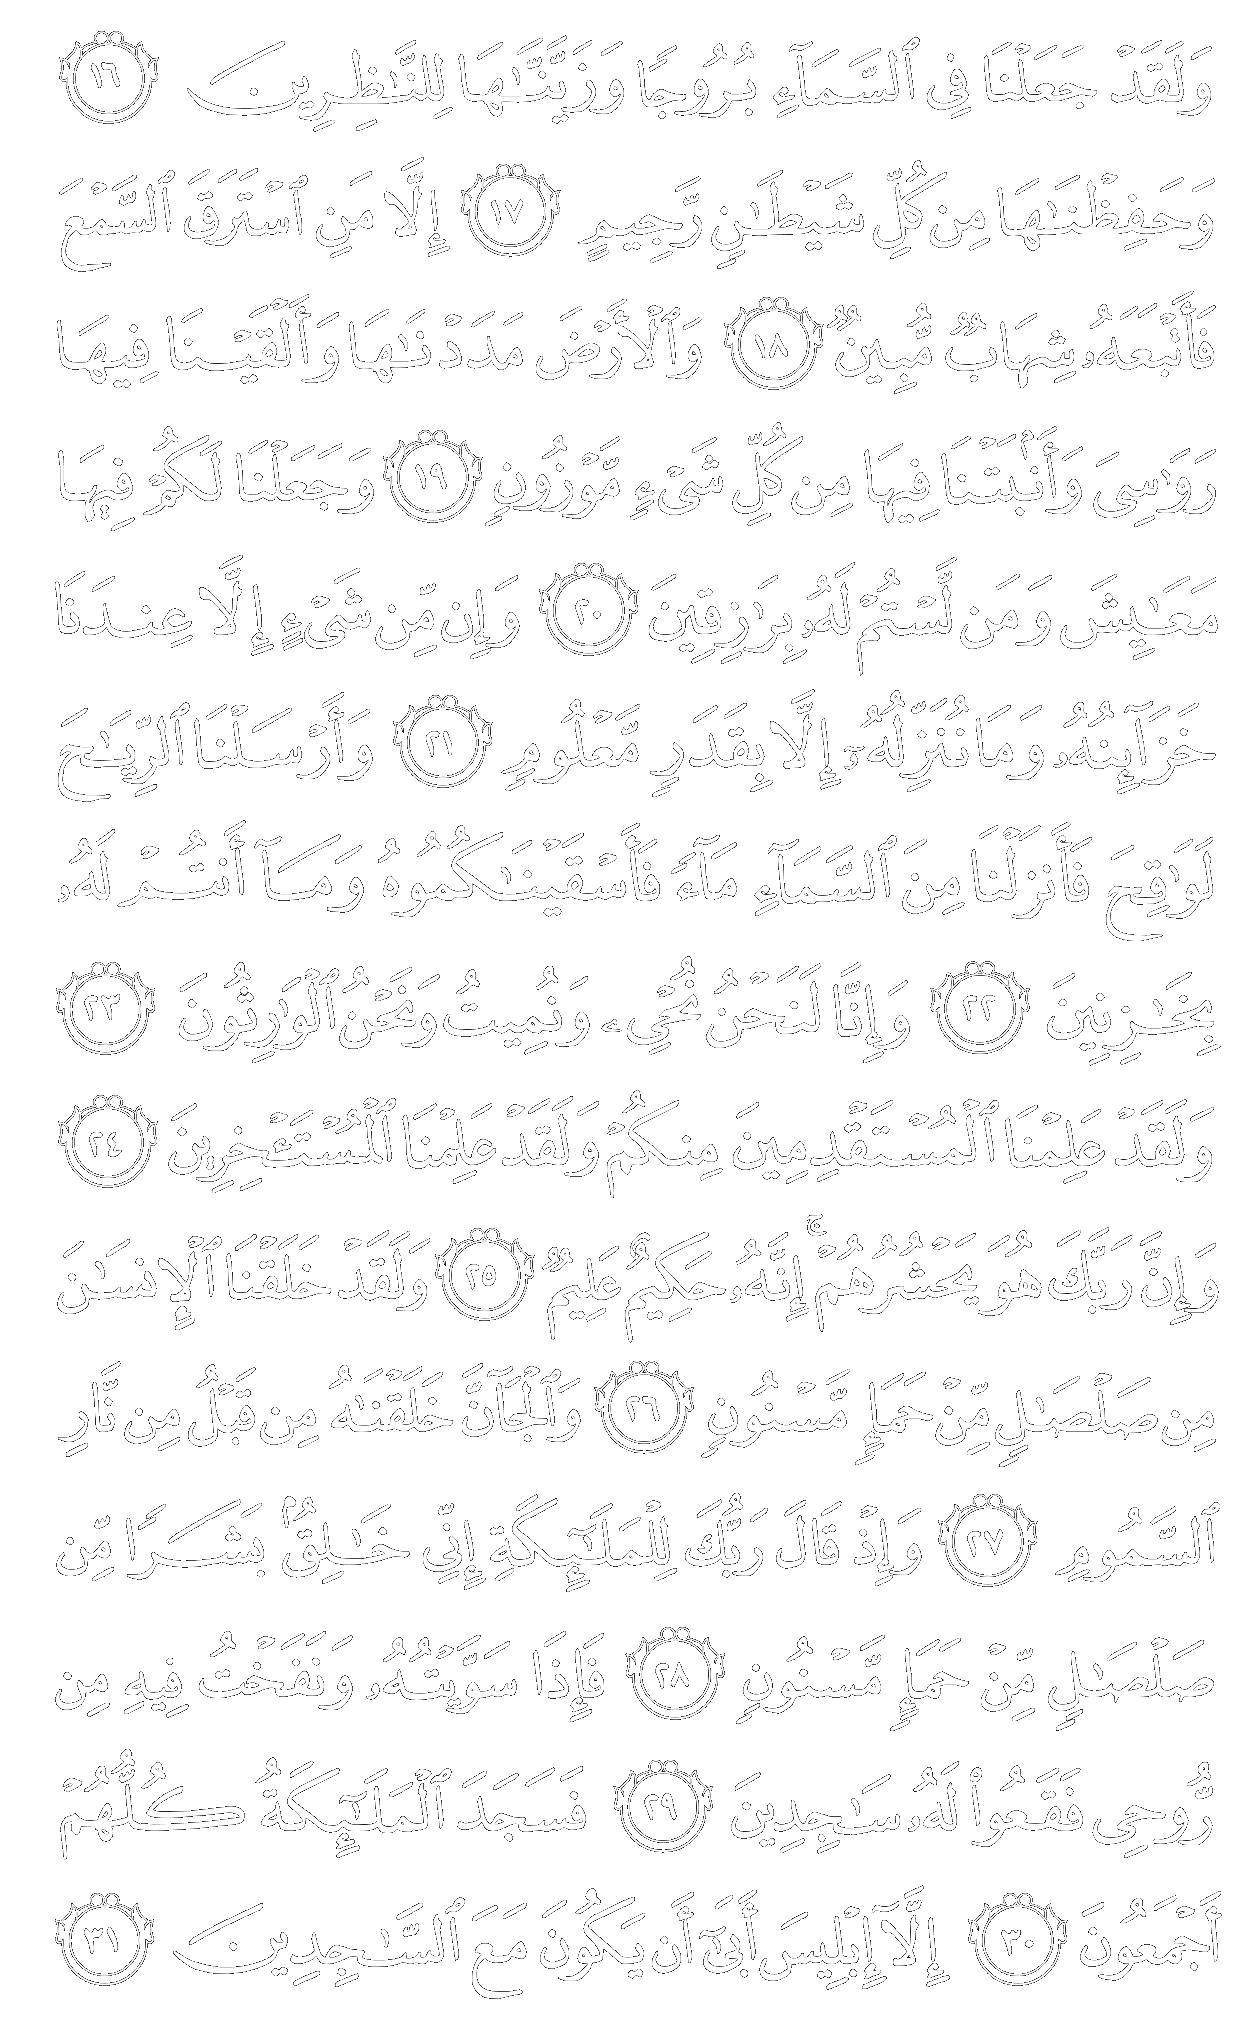 وَلَقَدْ جَعَلْنَا فِى ٱلسَّمَآءِ بُرُوجًا وَزَيَّنَّٰهَا لِلنَّٰظِرِينَ ١٦
وَحَفِظْنَٰهَا مِن كُلِّ شَيْطَٰنٍ رَّجِيمٍ ١٧ إِلَّا مَنِ ٱسْتَرَقَ ٱلسَّمْعَ
فَأَتْبَعَهُۥ شِهَابٌ مُّبِينٌ ١٨ وَٱلْأَرْضَ مَدَدْنَٰهَا وَأَلْقَيْنَا فِيهَا
رَوَٰسِىَ وَأَنۢبَتْنَا فِيهَا مِن كُلِّ شَىْءٍ مَّوْزُونٍ ١٩ وَجَعَلْنَا لَكُمْ فِيهَا
مَعَٰيِشَ وَمَن لَّسْتُمْ لَهُۥ بِرَٰزِقِينَ ٢٠ وَإِن مِّن شَىْءٍ إِلَّا عِندَنَا
خَزَآئِنُهُۥ وَمَا نُنَزِّلُهُۥٓ إِلَّا بِقَدَرٍ مَّعْلُومٍ ٢١ وَأَرْسَلْنَا ٱلرِّيَٰحَ
لَوَٰقِحَ فَأَنزَلْنَا مِنَ ٱلسَّمَآءِ مَآءً فَأَسْقَيْنَٰكُمُوهُ وَمَآ أَنتُمْ لَهُۥ
بِخَٰزِنِينَ ٢٢ وَإِنَّا لَنَحْنُ نُحْىِۦ وَنُمِيتُ وَنَحْنُ ٱلْوَٰرِثُونَ ٢٣
وَلَقَدْ عَلِمْنَا ٱلْمُسْتَقْدِمِينَ مِنكُمْ وَلَقَدْ عَلِمْنَا ٱلْمُسْتَـْٔخِرِينَ ٢٤
وَإِنَّ رَبَّكَ هُوَ يَحْشُرُهُمْ ۚ إِنَّهُۥ حَكِيمٌ عَلِيمٌ ٢٥ وَلَقَدْ خَلَقْنَا ٱلْإِنسَٰنَ
مِن صَلْصَٰلٍ مِّنْ حَمَإٍ مَّسْنُونٍ ٢٦ وَٱلْجَآنَّ خَلَقْنَٰهُ مِن قَبْلُ مِن نَّارِ
ٱلسَّمُومِ ٢٧ وَإِذْ قَالَ رَبُّكَ لِلْمَلَٰٓئِكَةِ إِنِّى خَٰلِقٌۢ بَشَرًا مِّن
صَلْصَٰلٍ مِّنْ حَمَإٍ مَّسْنُونٍ ٢٨ فَإِذَا سَوَّيْتُهُۥ وَنَفَخْتُ فِيهِ مِن
رُّوحِى فَقَعُوا۟ لَهُۥ سَٰجِدِينَ ٢٩ فَسَجَدَ ٱلْمَلَٰٓئِكَةُ كُلُّهُمْ
أَجْمَعُونَ ٣٠ إِلَّآ إِبْلِيسَ أَبَىٰٓ أَن يَكُونَ مَعَ ٱلسَّٰجِدِينَ ٣١